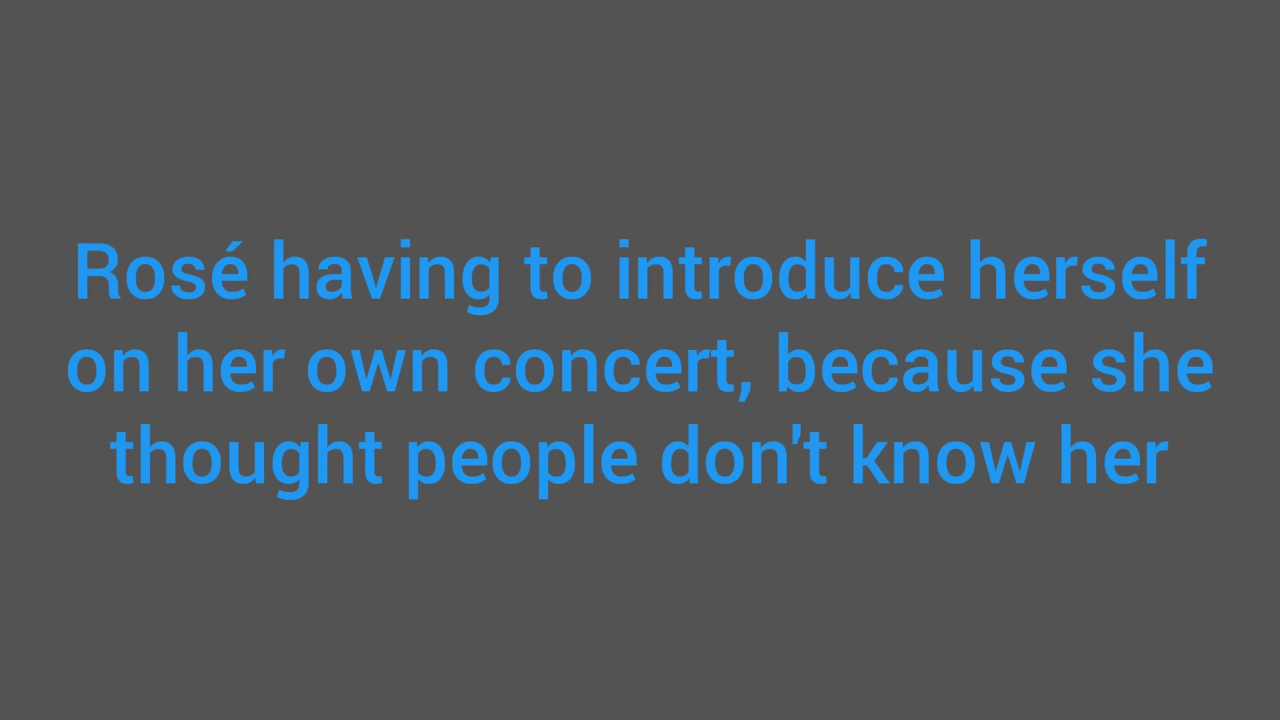 Rosé having to introduce herself
on her own concert, because she
thought people don't know her